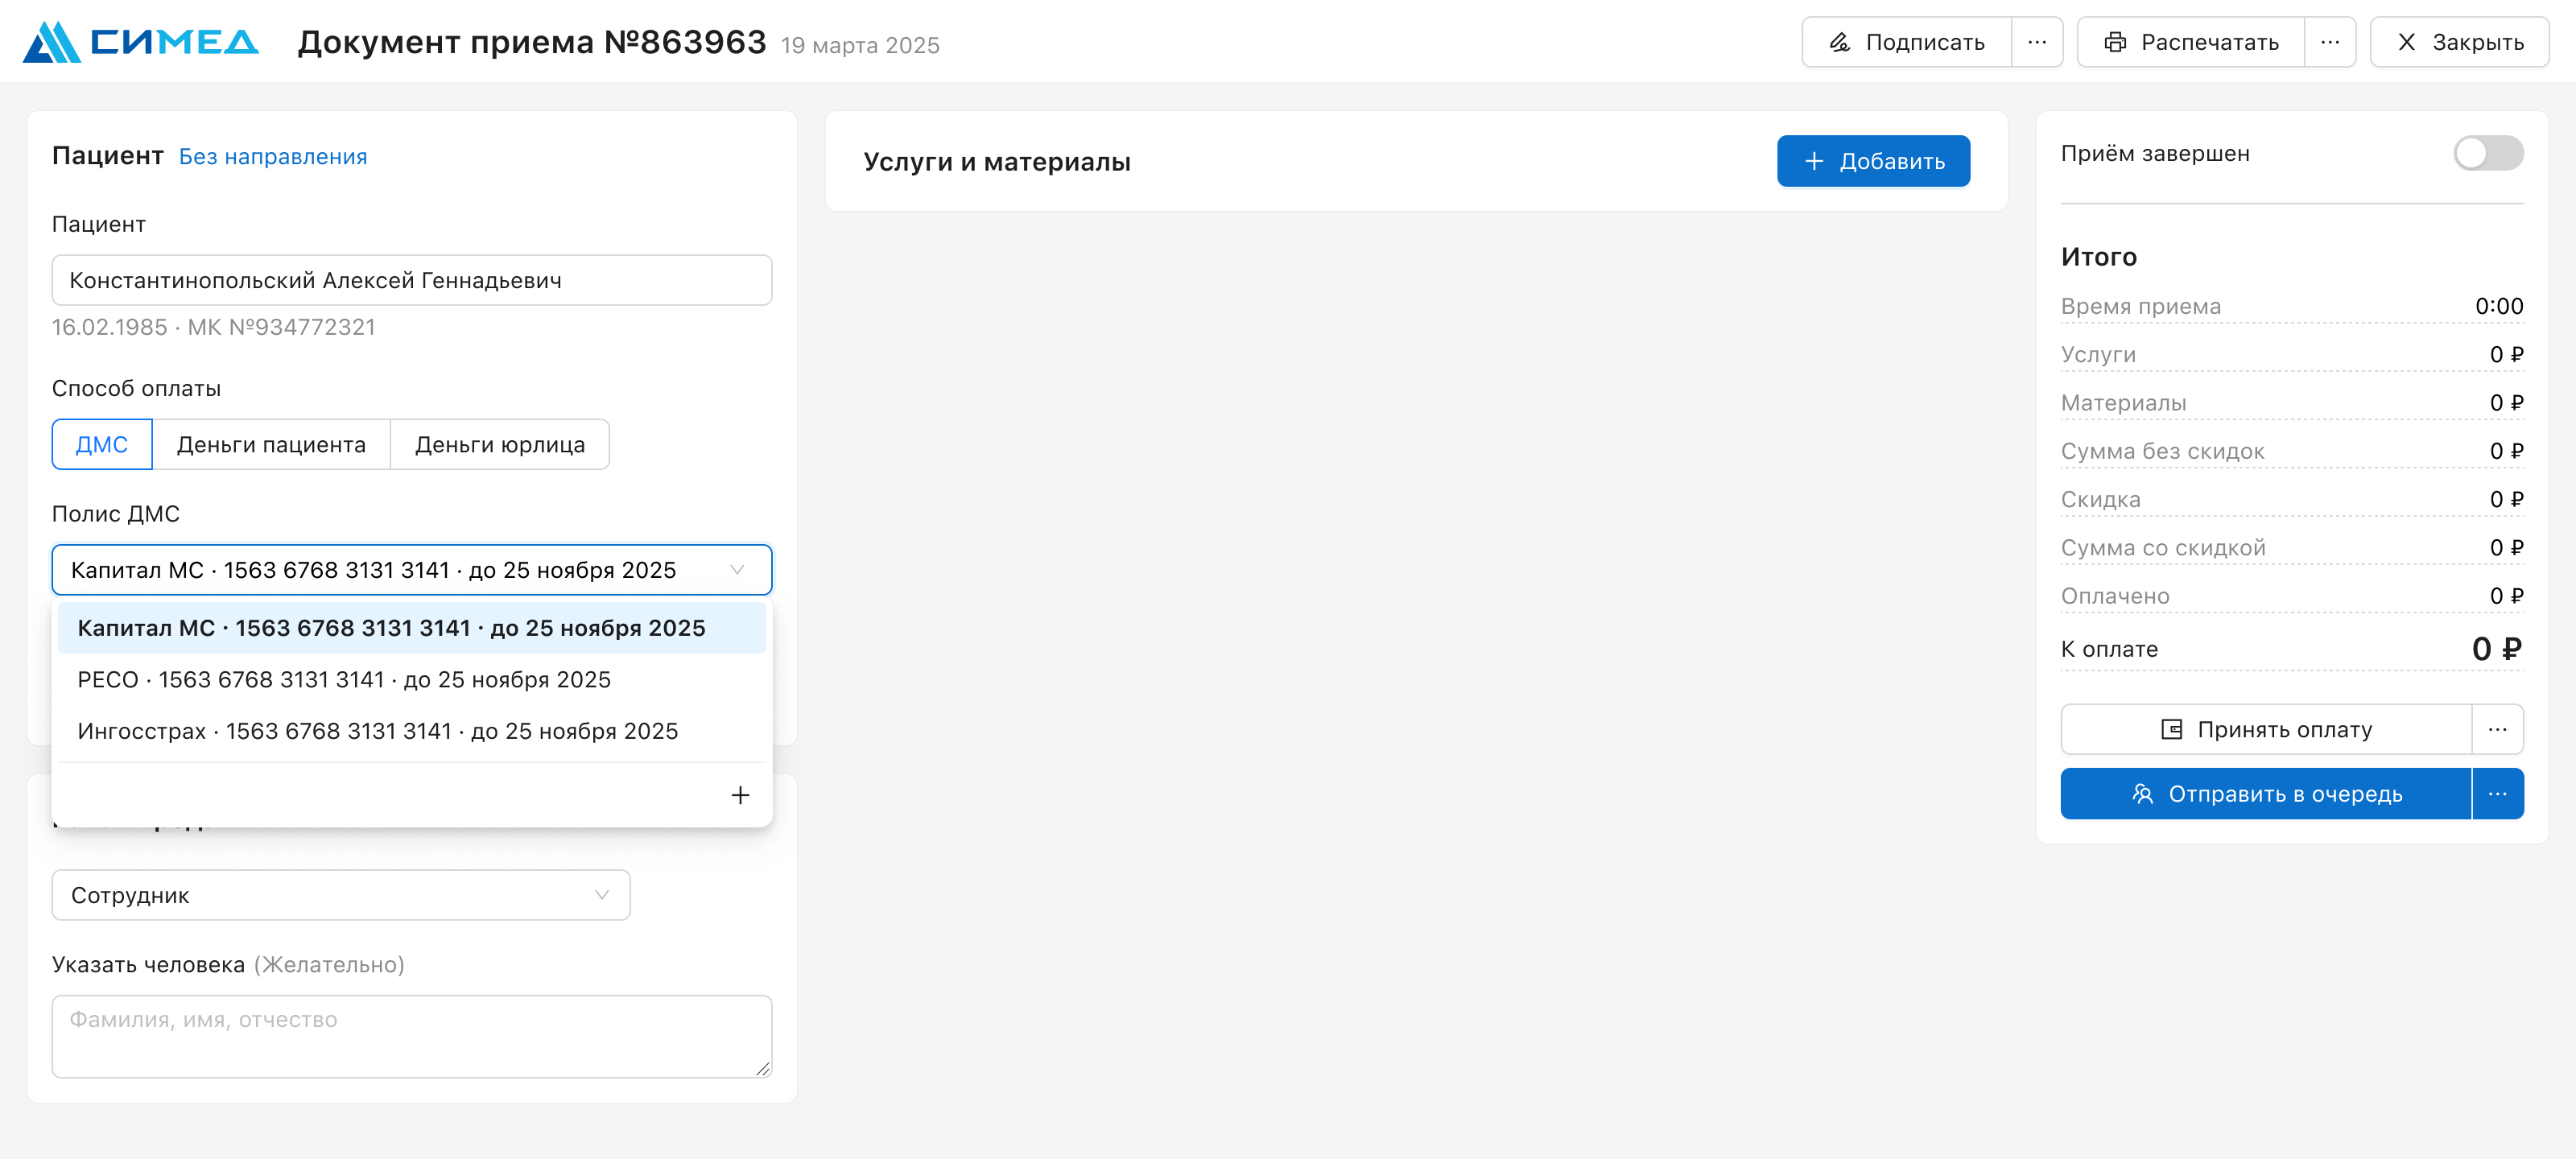 СИМЕД
Документ приема №863963 19 марта 2025
Подписать
Распечатать
Закрыть
Пациент Без направления
Пациент
Константинопольский Алексей Геннадьевич
16.02.1985 · МК №934772321
Способ оплаты
ДМС Деньги пациента Деньги юрлица
Полис ДМС
Капитал МС · 1563 6768 3131 3141 · до 25 ноября 2025
Капитал МС · 1563 6768 3131 3141 · до 25 ноября 2025
РЕСО · 1563 6768 3131 3141 · до 25 ноября 2025
Ингосстрах · 1563 6768 3131 3141 · до 25 ноября 2025
Сотрудник
Указать человека (Желательно)
Фамилия, имя, отчество
Услуги и материалы
Добавить
Приём завершен
Итого
Время приема 0:00
Услуги 0 ₽
Материалы 0 ₽
Сумма без скидок 0 ₽
Скидка 0 ₽
Сумма со скидкой 0 ₽
Оплачено 0 ₽
К оплате 0 ₽
Принять оплату
Отправить в очередь